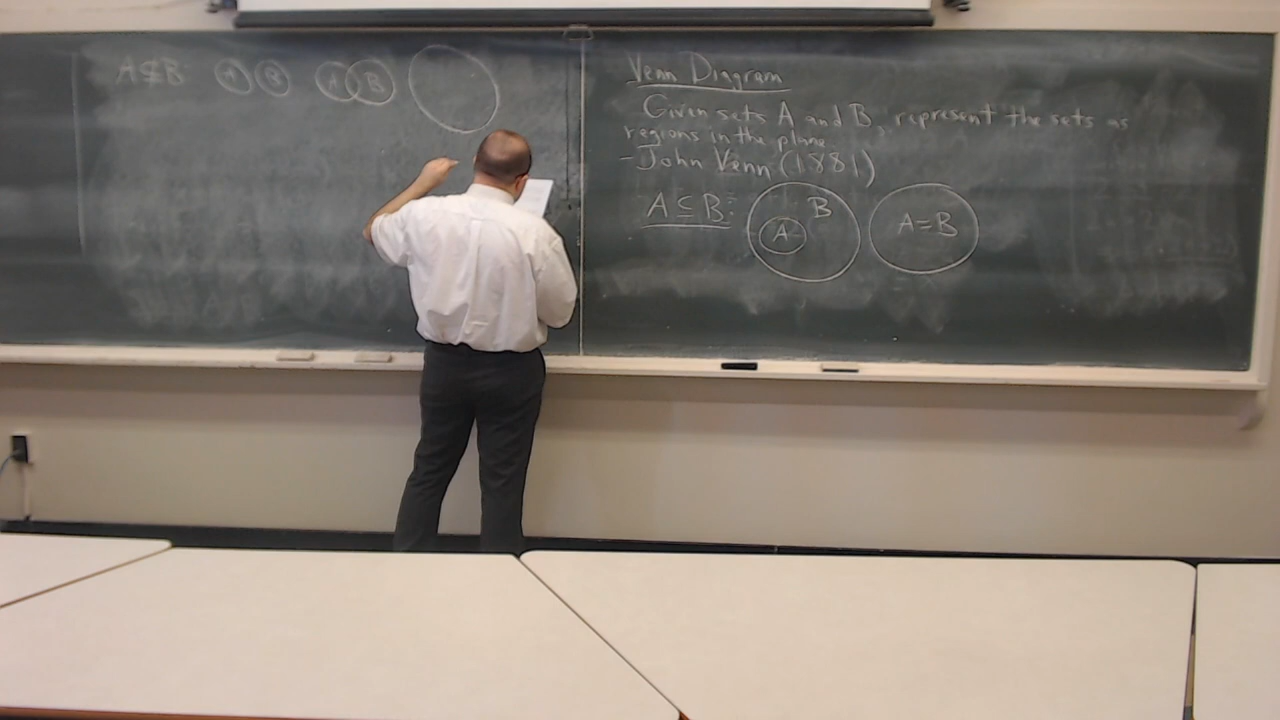 A ⊈ B A B A B
Venn Diagram
Given sets A and B, represent the sets as
regions in the plane
- John Venn (1881)
A ⊆ B: A B A = B